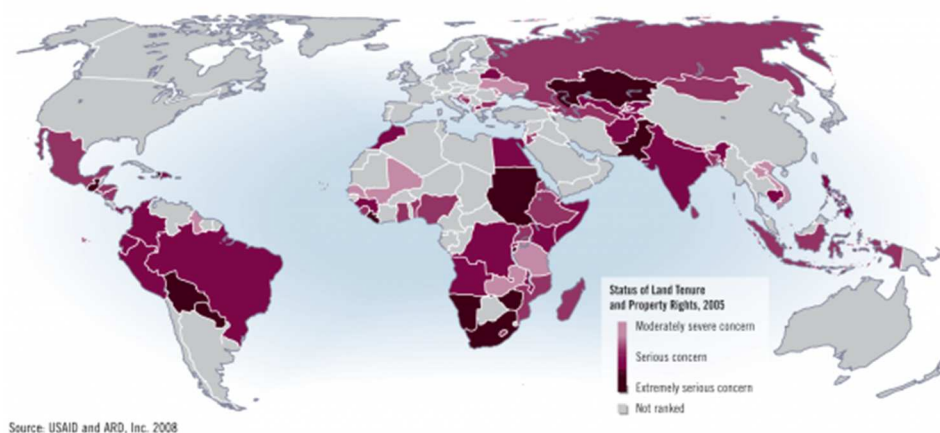 Status of Land Tenure
and Property Rights, 2005
Moderately severe concern
Serious concern
Extremely serious concern
Not ranked
Source: USAID and ARD, Inc. 2008